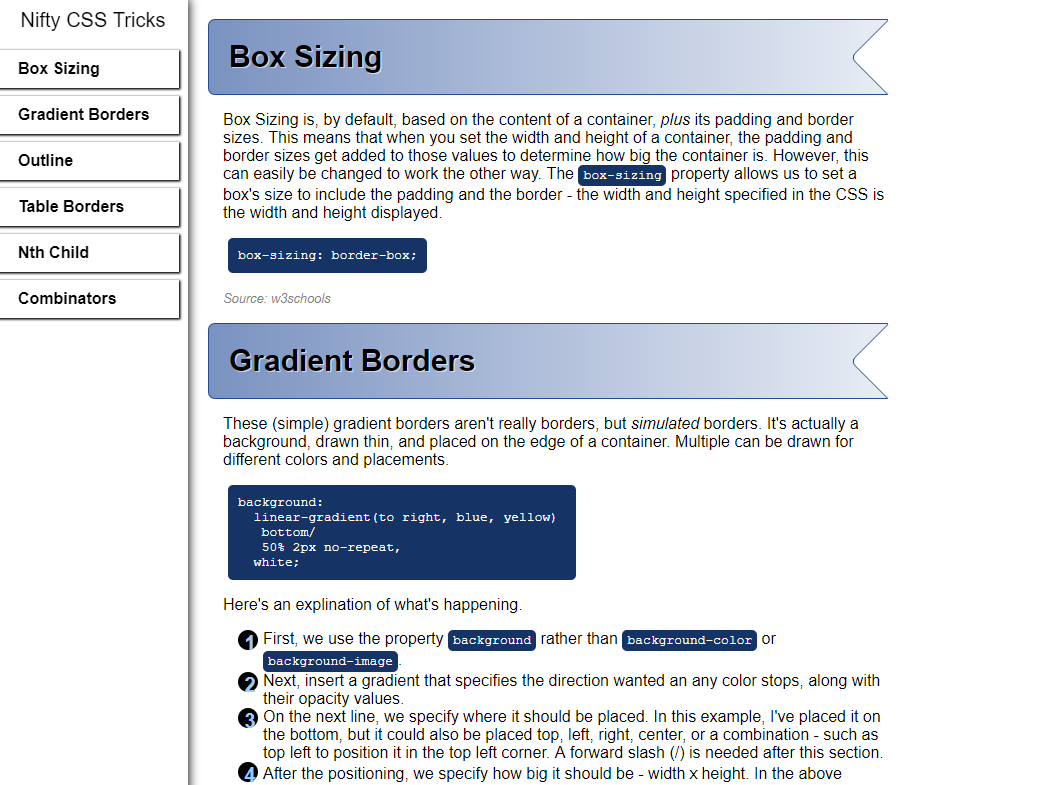 Nifty CSS Tricks
Box Sizing
Gradient Borders
Outline
Table Borders
Nth Child
Combinators
Box Sizing
Box Sizing is, by default, based on the content of a container, plus its padding and border
sizes. This means that when you set the width and height of a container, the padding and
border sizes get added to those values to determine how big the container is. However, this
can easily be changed to work the other way. The box-sizing property allows us to set a
box's size to include the padding and the border - the width and height specified in the CSS is
the width and height displayed.
box-sizing: border-box;
Source: w3schools
Gradient Borders
These (simple) gradient borders aren't really borders, but simulated borders. It's actually a
background, drawn thin, and placed on the edge of a container. Multiple can be drawn for
different colors and placements.
background:
linear-gradient(to right, blue, yellow)
bottom/
50% 2px no-repeat,
white;
Here's an explination of what's happening.
1 First, we use the property background rather than background-color or
background-image.
2 Next, insert a gradient that specifies the direction wanted an any color stops, along with
their opacity values.
3 On the next line, we specify where it should be placed. In this example, I've placed it on
the bottom, but it could also be placed top, left, right, center, or a combination - such as
top left to position it in the top left corner. A forward slash (/) is needed after this section.
4 After the positioning, we specify how big it should be - width x height. In the above